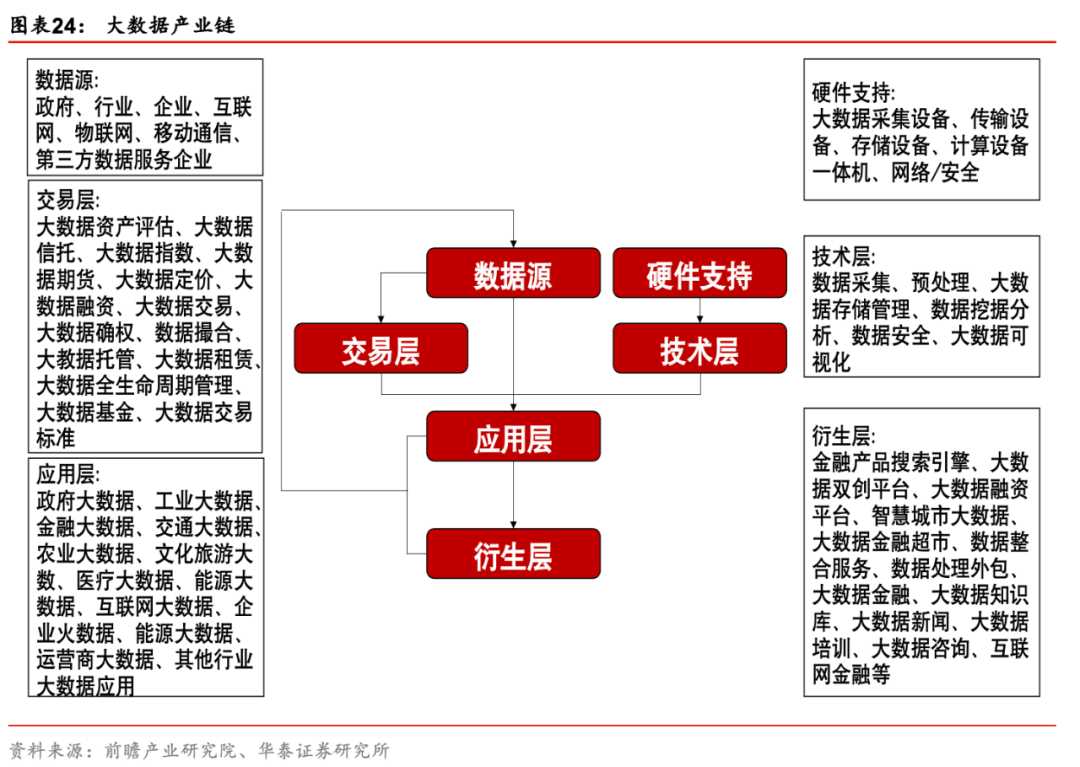 图表24： 大数据产业链
数据源:
政府、行业、企业、互联
网、物联网、移动通信、
第三方数据服务企业
交易层:
大数据资产评估、大数据
信托、大数据指数、大数
据期货、大数据定价、大
数据融资、大数据交易、
大数据确权、数据撮合、
大教据托管、大数据租赁、
大数据全生命周期管理、
大数据基金、大数据交易
标准
应用层:
政府大数据、工业大数据、
金融大数据、交通大数据、
农业大数据、文化旅游大
数、医疗大数据、能源大
数据、互联网大数据、企
业火数据、能源大数据、
运营商大数据、其他行业
大数据应用
数据源
硬件支持
交易层
技术层
应用层
衍生层
硬件支持:
大数据采集设备、传输设
备、存储设备、计算设备
一体机、网络/安全
技术层:
数据采集、预处理、大数
据存储管理、数据挖据分
析、数据安全、大数据可
视化
衍生层:
金融产品搜索引擎、大数
据双创平台、大数据融资
平台、智慧城市大数据、
大数据金融超市、数据整
合服务、数据处理外包、
大数据金融、大数据知识
库、大数据新闻、大数据
培训、大数据咨询、互联
网金融等
资料来源：前瞻产业研究院、华泰证券研究所